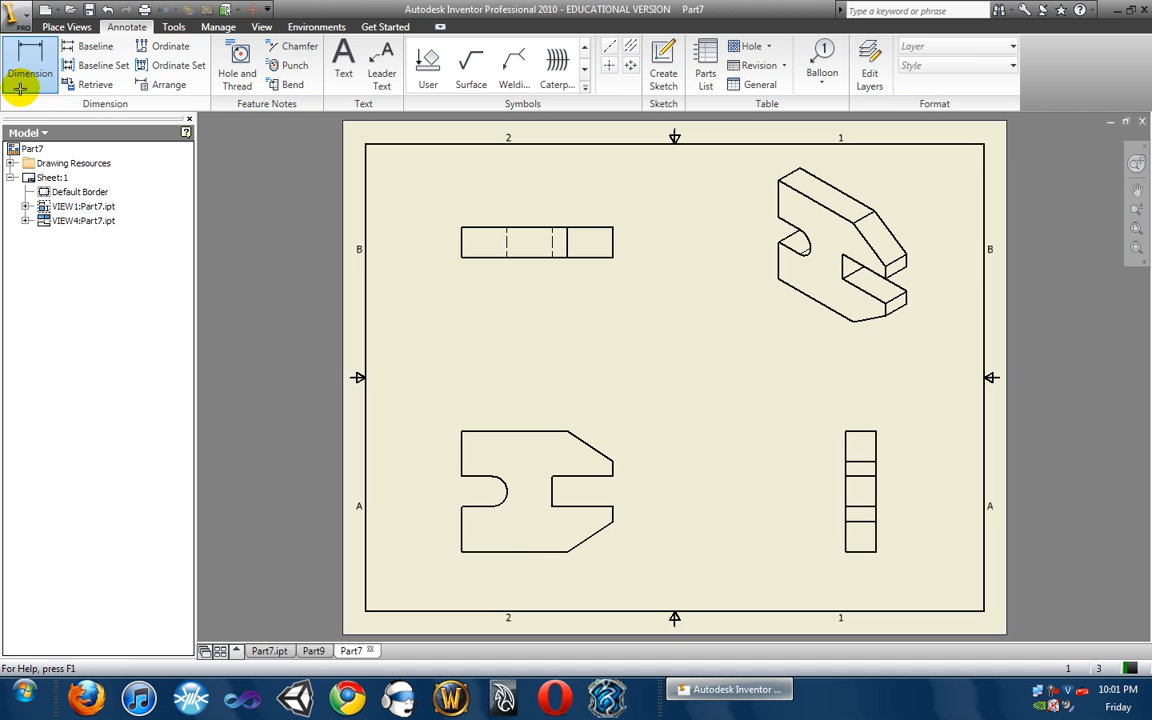 Autodesk Inventor Professional 2010 - EDUCATIONAL VERSION Part7
Type a keyword or phrase
PRO
Place Views Annotate Tools Manage View Environments Get Started
Dimension
Baseline
Baseline Set
Retrieve
Ordinate
Ordinate Set
Arrange
Dimension
Hole and
Thread
Chamfer
Punch
Bend
Feature Notes
Text
Leader
Text
Text
User Surface Weldi... Caterp...
Symbols
Create
Sketch
Sketch
Parts
List
Hole
Revision
General
Table
Balloon
Edit
Layers
Layer
Style
Format
Model
Part7
Drawing Resources
Sheet:1
Default Border
VIEW1:Part7.ipt
VIEW4:Part7.ipt
2 1
B B
A A
2 1
Part7.ipt Part9 Part7
For Help, press F1
1 3
Autodesk Inventor ...
10:01 PM
Friday